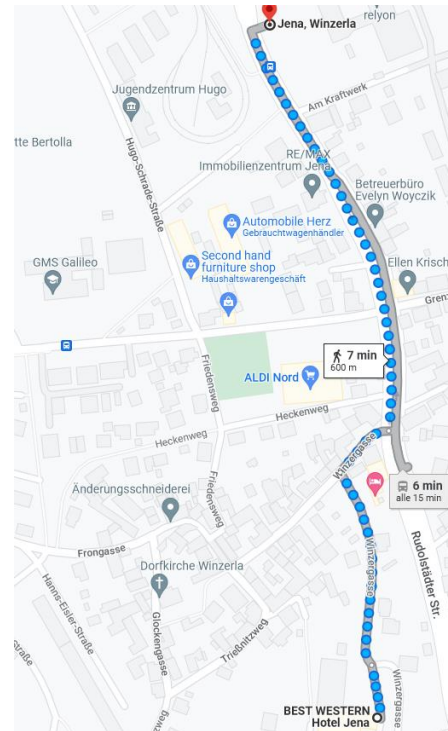 relyon
Jena, Winzerla
Jugendzentrum Hugo
Am Kraftwerk
tte Bertolla
Hugo-Schrade-Straße
RE/MAX
Immobilienzentrum Jena
Betreuerbüro
Evelyn Woyczik
Automobile Herz
Gebrauchtwagenhändler
GMS Galileo
Second hand
furniture shop
Haushaltswarengeschäft
Ellen Krisch
Grenz
7 min
600 m
ALDI Nord
Friedensweg
Heckenweg
Heckenweg
Winzergasse
6 min
alle 15 min
Änderungsschneiderei
Friedensweg
Frongasse
Rudolstädter Str.
Winzergasse
Dorfkirche Winzerla
Hanns-Eisler-Straße
Glockengasse
Trießnitzweg
Winzergasse
straße
BEST WESTERN
Hotel Jena